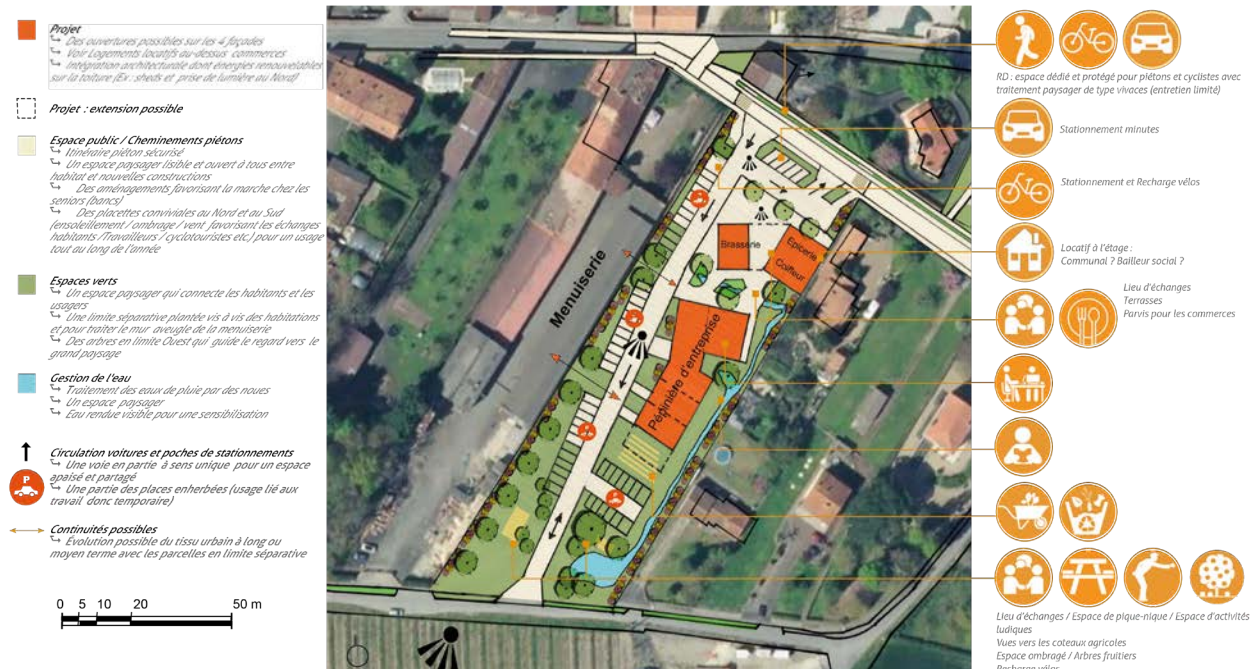 Projet
↳ Des ouvertures possibles sur les 4 façades
↳ Voir Logements locatifs au-dessus commerces
↳ Intégration architecturale dont énergies renouvelables
sur la toiture (Ex : sheds et prise de lumière au Nord)
Projet : extension possible
Espace public / Cheminements piétons
↳ Itinéraire piéton sécurisé
↳ Un espace paysager lisible et ouvert à tous entre
habitat et nouvelles constructions
↳ Des aménagements favorisant la marche chez les
seniors (bancs)
↳ Des placettes conviviales au Nord et au Sud
(ensoleillement / ombrage / vent favorisant les échanges
habitants /Travailleurs / cyclotouristes etc.) pour un usage
tout au long de l'année
Espaces verts
↳ Un espace paysager qui connecte les habitants et les
usagers
↳ Une limite séparative plantée vis à vis des habitations
et pour traiter le mur aveugle de la menuiserie
↳ Des arbres en limite Ouest qui guide le regard vers le
grand paysage
Gestion de l'eau
↳ Traitement des eaux de pluie par des noues
↳ Un espace paysager
↳ Eau rendue visible pour une sensibilisation
Circulation voitures et poches de stationnements
↳ Une voie en partie à sens unique pour un espace
apaisé et partagé
↳ Une partie des places enherbées (usage lié aux
travail donc temporaire)
P
Continuités possibles
↳ Évolution possible du tissu urbain à long ou
moyen terme avec les parcelles en limite séparative
0 5 10 20 50 m
Menuiserie
Brasserie
Epicerie
Coiffeur
Pépinière d'entreprise
RD : espace dédié et protégé pour piétons et cyclistes avec
traitement paysager de type vivaces (entretien limité)
Stationnement minutes
Stationnement et Recharge vélos
Locatif à l'étage :
Communal ? Bailleur social ?
Lieu d'échanges
Terrasses
Parvis pour les commerces
Lieu d'échanges / Espace de pique-nique / Espace d'activités
ludiques
Vues vers les coteaux agricoles
Espace ombragé / Arbres fruitiers
Recharge vélos